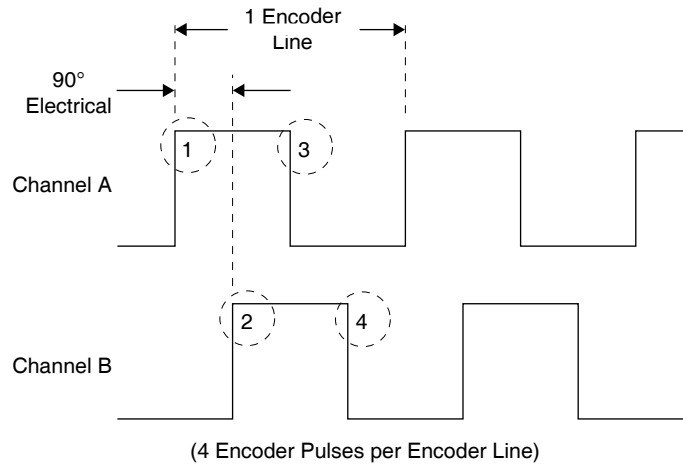 1 Encoder
Line
90°
Electrical
1
3
Channel A
2
4
Channel B
(4 Encoder Pulses per Encoder Line)